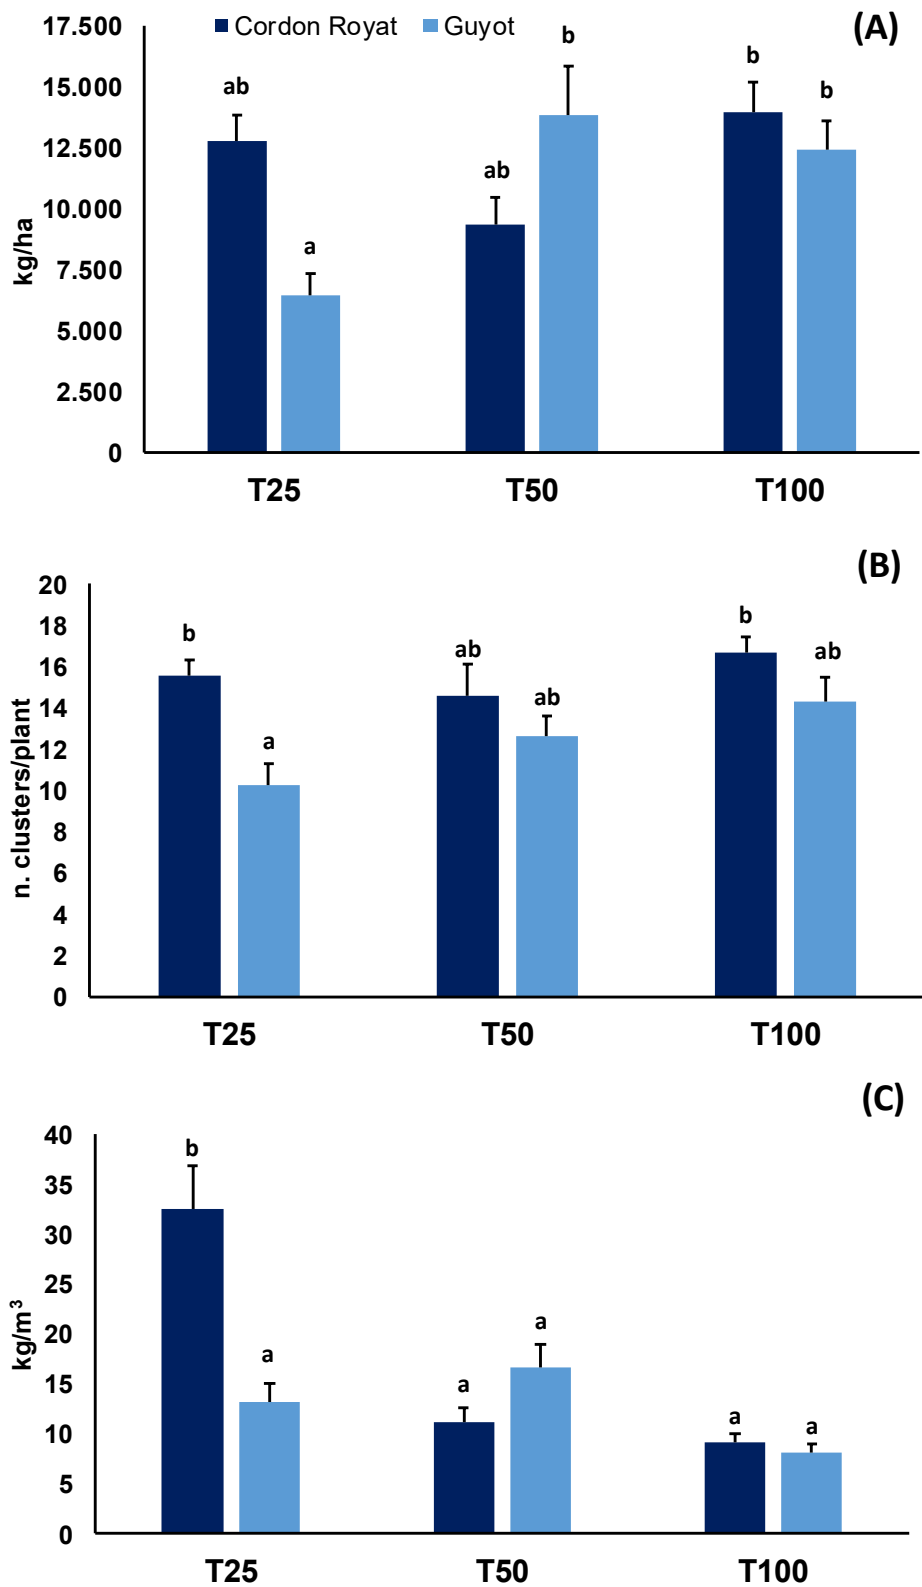 Cordon Royat Guyot
(A)
17.500
15.000
12.500
10.000
7.500
5.000
2.500
0
kg/ha
ab
a
ab
b
b
b
T25 T50 T100
(B)
20
18
16
14
12
10
8
6
4
2
0
n. clusters/plant
b
a
ab
ab
b
ab
T25 T50 T100
(C)
40
35
30
25
20
15
10
5
0
kg/m³
b
a
a
a
a
a
T25 T50 T100